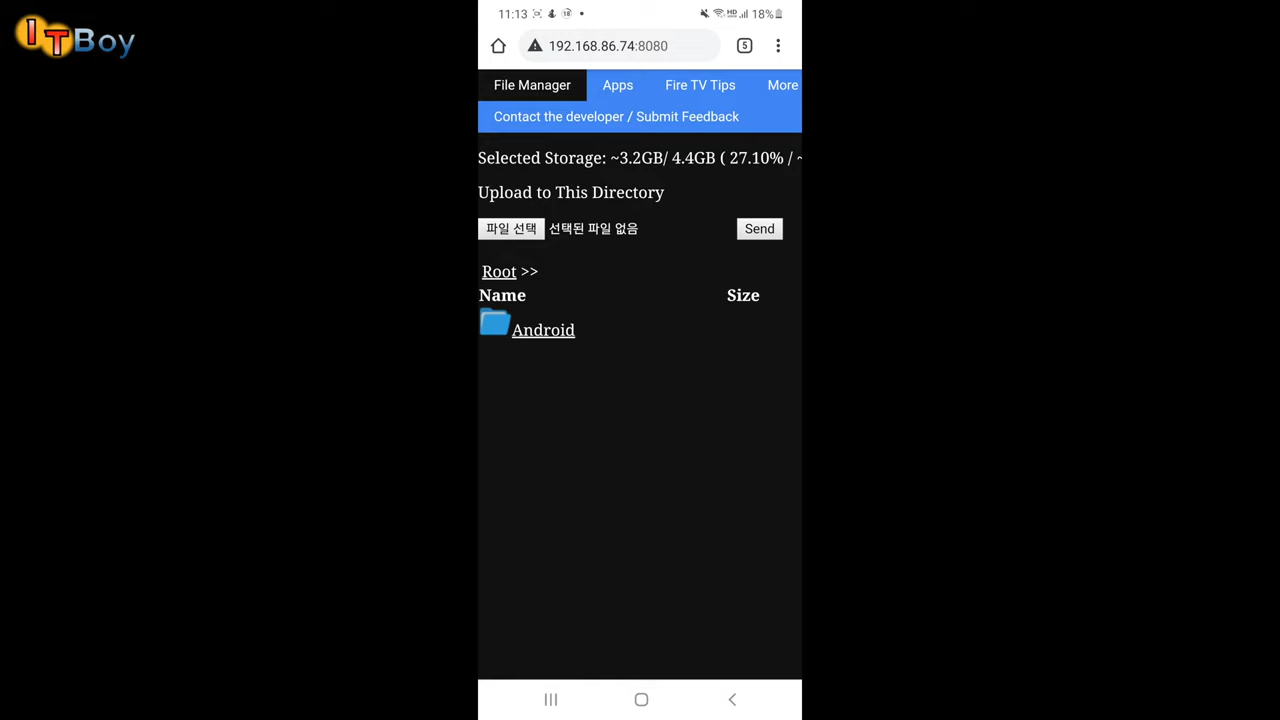 ITBoy
11:13 18 HD 18%
192.168.86.74:8080 5
File Manager Apps Fire TV Tips More
Contact the developer / Submit Feedback
Selected Storage: ~3.2GB/ 4.4GB ( 27.10% / ~
Upload to This Directory
파일 선택 선택된 파일 없음 Send
Root >>
Name Size
Android